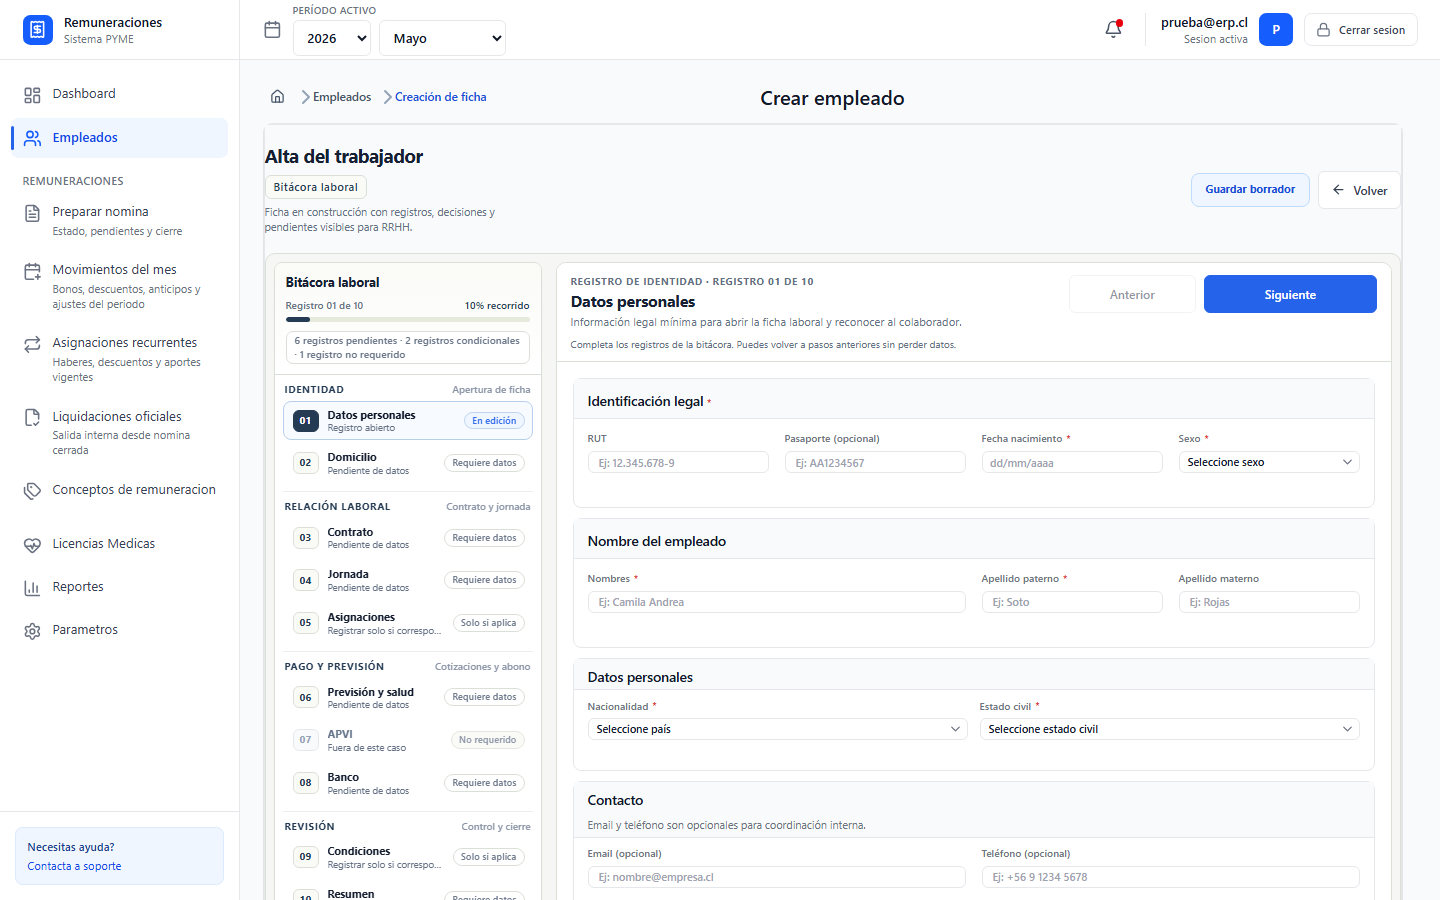 Remuneraciones
Sistema PYME
PERÍODO ACTIVO
2026
Mayo
prueba@erp.cl
Sesion activa
P
Cerrar sesion
Dashboard
Empleados
REMUNERACIONES
Preparar nomina
Estado, pendientes y cierre
Movimientos del mes
Bonos, descuentos, anticipos y
ajustes del periodo
Asignaciones recurrentes
Haberes, descuentos y aportes
vigentes
Liquidaciones oficiales
Salida interna desde nomina
cerrada
Conceptos de remuneracion
Licencias Medicas
Reportes
Parametros
Necesitas ayuda?
Contacta a soporte
Empleados
Creación de ficha
Crear empleado
Alta del trabajador
Bitácora laboral
Ficha en construcción con registros, decisiones y
pendientes visibles para RRHH.
Guardar borrador
Volver
Bitácora laboral
Registro 01 de 10
10% recorrido
6 registros pendientes · 2 registros condicionales
· 1 registro no requerido
IDENTIDAD
Apertura de ficha
01
Datos personales
Registro abierto
En edición
02
Domicilio
Pendiente de datos
Requiere datos
RELACIÓN LABORAL
Contrato y jornada
03
Contrato
Pendiente de datos
Requiere datos
04
Jornada
Pendiente de datos
Requiere datos
05
Asignaciones
Registrar solo si correspo...
Solo si aplica
PAGO Y PREVISIÓN
Cotizaciones y abono
06
Previsión y salud
Pendiente de datos
Requiere datos
07
APVI
Fuera de este caso
No requerido
08
Banco
Pendiente de datos
Requiere datos
REVISIÓN
Control y cierre
09
Condiciones
Registrar solo si correspo...
Solo si aplica
10
Resumen
Requiere datos
REGISTRO DE IDENTIDAD · REGISTRO 01 DE 10
Datos personales
Información legal mínima para abrir la ficha laboral y reconocer al colaborador.
Completa los registros de la bitácora. Puedes volver a pasos anteriores sin perder datos.
Anterior
Siguiente
Identificación legal *
RUT
Ej: 12.345.678-9
Pasaporte (opcional)
Ej: AA1234567
Fecha nacimiento *
dd/mm/aaaa
Sexo *
Seleccione sexo
Nombre del empleado
Nombres *
Ej: Camila Andrea
Apellido paterno *
Ej: Soto
Apellido materno
Ej: Rojas
Datos personales
Nacionalidad *
Seleccione país
Estado civil *
Seleccione estado civil
Contacto
Email y teléfono son opcionales para coordinación interna.
Email (opcional)
Ej: nombre@empresa.cl
Teléfono (opcional)
Ej: +56 9 1234 5678